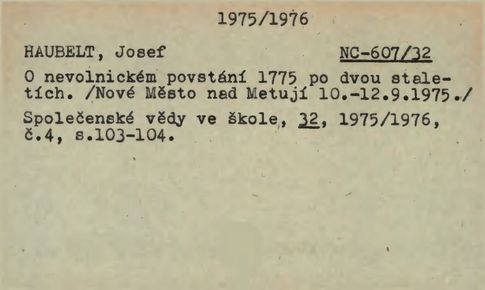 1975/1976
HAUBELT, Josef NC-607/32
O nevolnickém povstání 1775 po dvou stale-
tích. /Nové Město nad Metují 10.-12.9.1975./
Společenské vědy ve škole, 32, 1975/1976,
č.4, s.103-104.